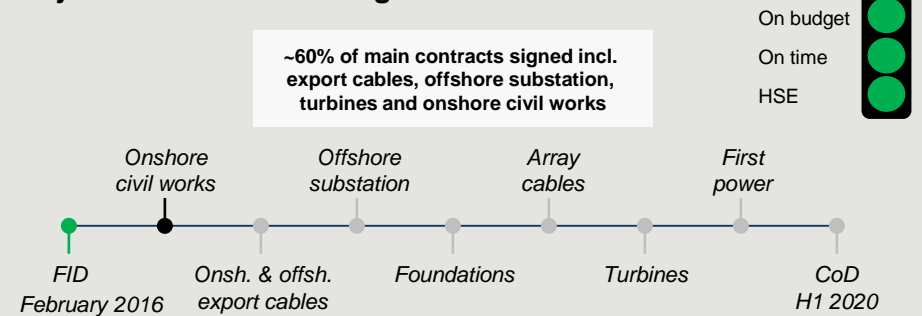 On budget
~60% of main contracts signed incl.
export cables, offshore substation,
turbines and onshore civil works
On time
HSE
Onshore
civil works
Offshore
substation
Array
cables
First
power
FID
February 2016
Onsh. & offsh.
export cables
Foundations
Turbines
CoD
H1 2020